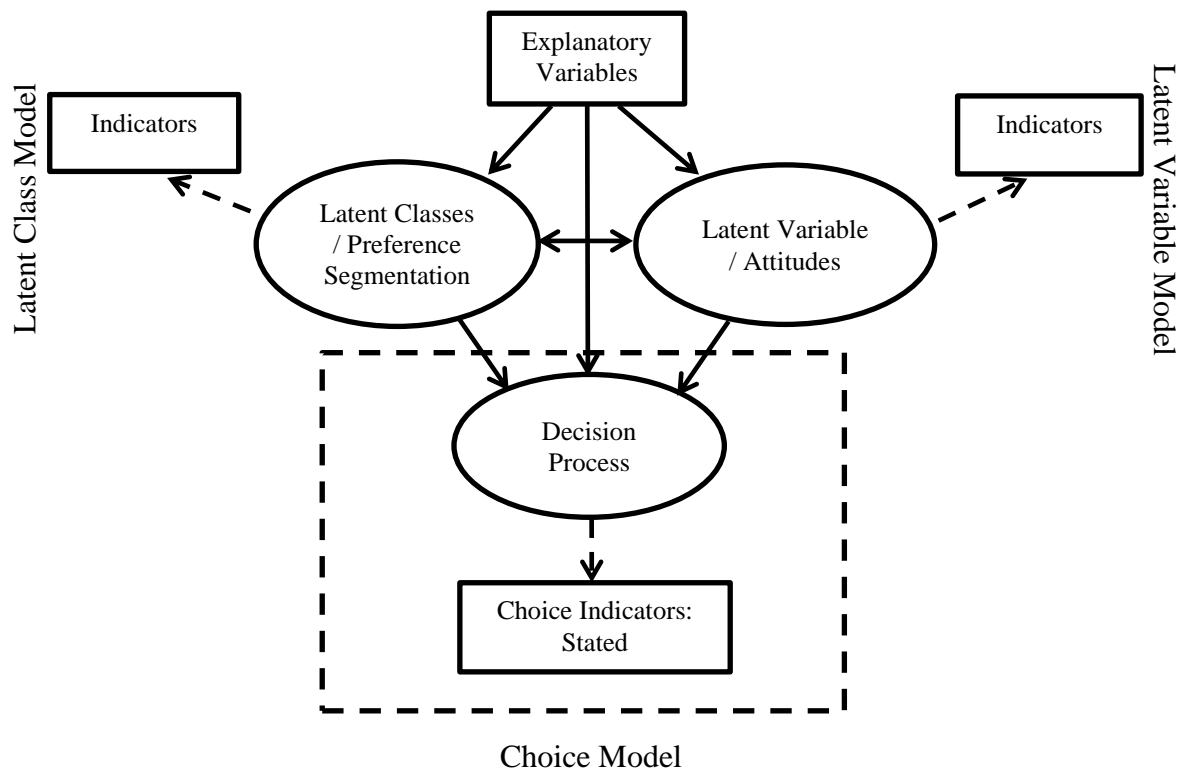 Explanatory
Variables
Latent Class Model
Indicators
Indicators
Latent Variable Model
Latent Classes
/ Preference
Segmentation
Latent Variable
/ Attitudes
Decision
Process
Choice Indicators:
Stated
Choice Model